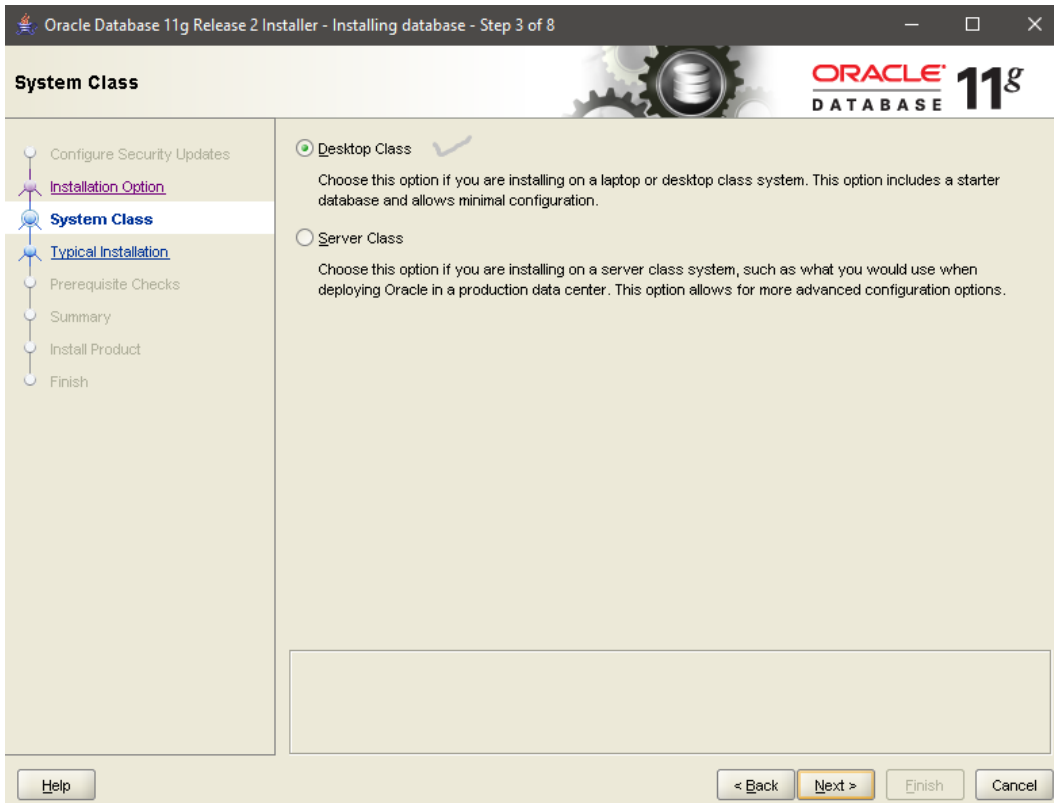 Oracle Database 11g Release 2 Installer - Installing database - Step 3 of 8
System Class
ORACLE
DATABASE
11g
Configure Security Updates
Installation Option
System Class
Typical Installation
Prerequisite Checks
Summary
Install Product
Finish
Desktop Class
Choose this option if you are installing on a laptop or desktop class system. This option includes a starter
database and allows minimal configuration.
Server Class
Choose this option if you are installing on a server class system, such as what you would use when
deploying Oracle in a production data center. This option allows for more advanced configuration options.
Help
< Back
Next >
Finish
Cancel